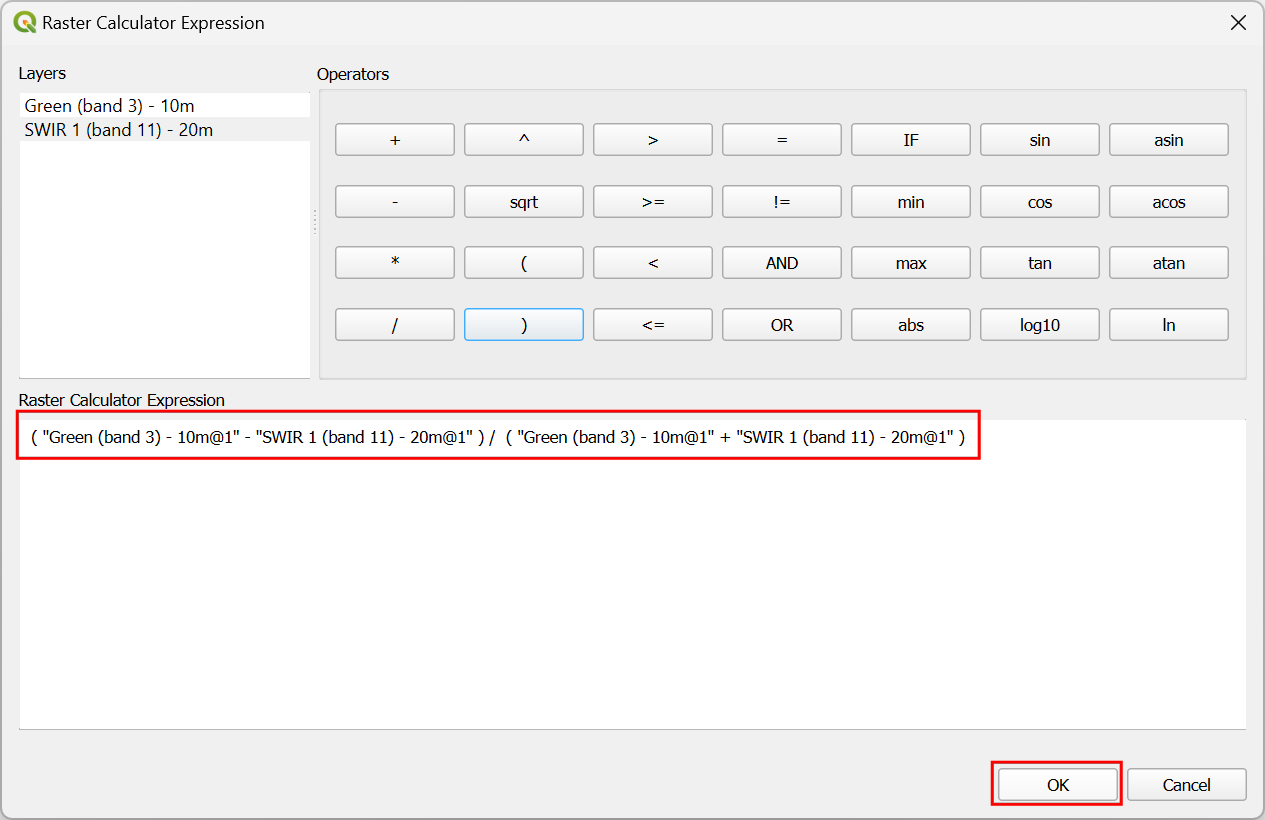 Raster Calculator Expression
Layers
Operators
Green (band 3) - 10m
SWIR 1 (band 11) - 20m
+ ^ > = IF sin asin
- sqrt >= != min cos acos
* ( < AND max tan atan
/ ) <= OR abs log10 ln
Raster Calculator Expression
( "Green (band 3) - 10m@1" - "SWIR 1 (band 11) - 20m@1" ) /  ( "Green (band 3) - 10m@1" + "SWIR 1 (band 11) - 20m@1" )
OK Cancel